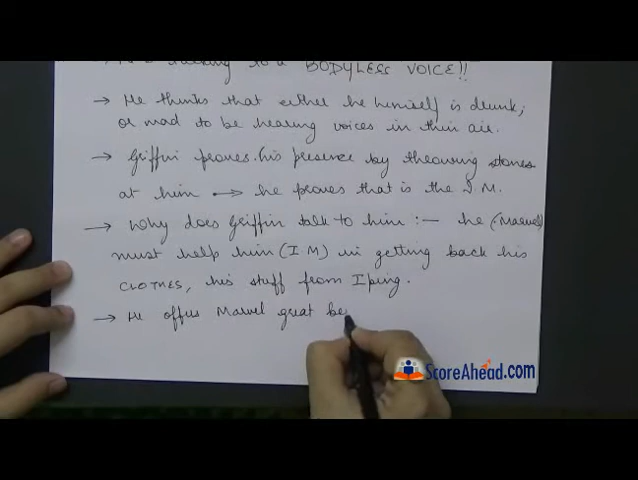 talking to a BODYLESS VOICE!!
→ He thinks that either he himself is drunk,
or mad to be hearing voices in thin air.
→ Griffin proves his presence by throwing stones
at him → he proves that is the I M.
→ Why does Griffin talk to him :— he (Marvel)
must help him (I M) in getting back his
CLOTHES, his stuff from Iping.
→ He offers Marvel great be
ScoreAhead.com